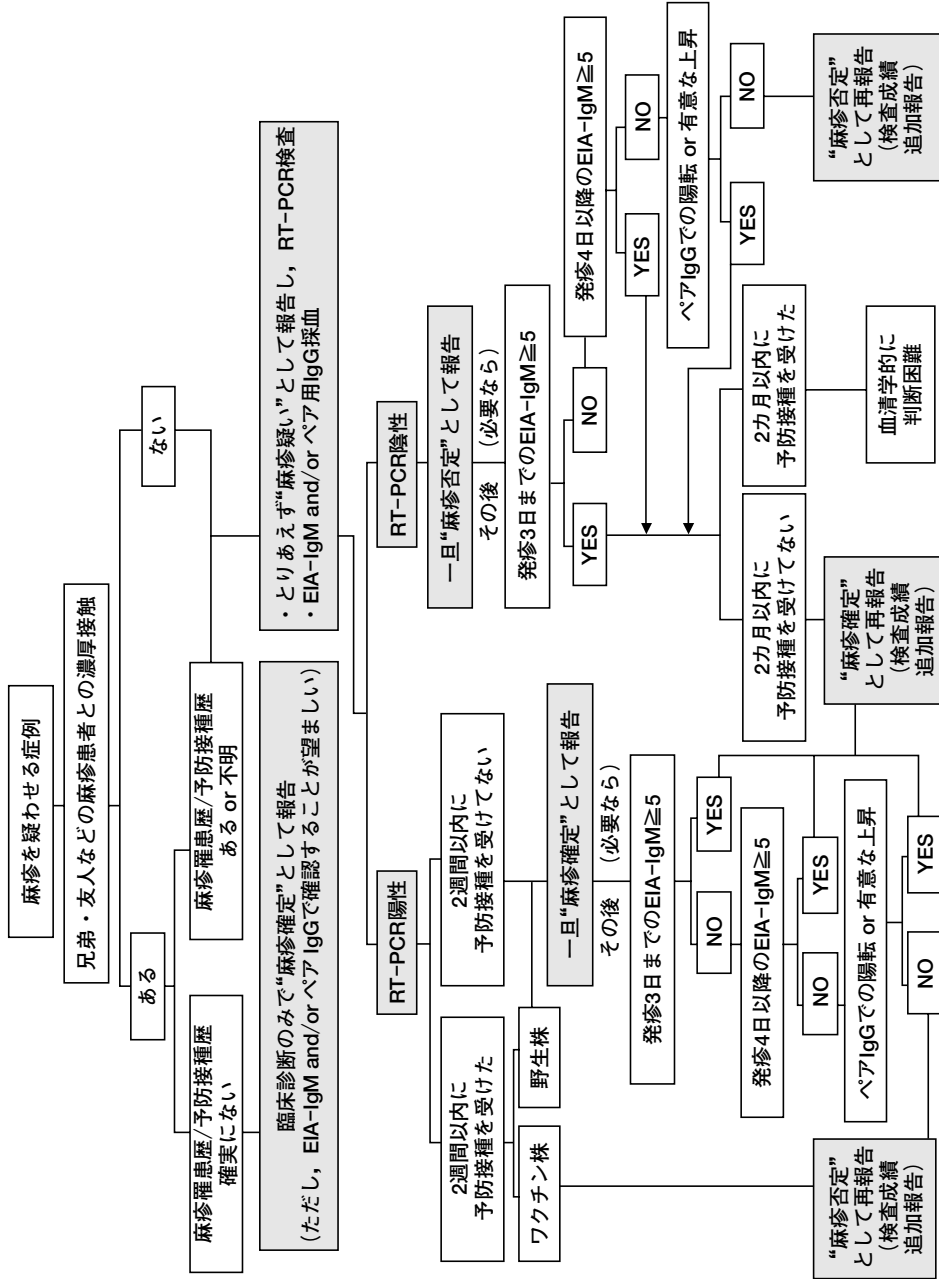 麻疹を疑わせる症例
兄弟・友人などの麻疹患者との濃厚接触
ある
ない
麻疹罹患歴/予防接種歴
確実にない
麻疹罹患歴/予防接種歴
ある or 不明
臨床診断のみで“麻疹確定”として報告
(ただし，EIA-IgM and/or ペア IgGで確認することが望ましい)
・とりあえず“麻疹疑い”として報告し，RT-PCR検査
・EIA-IgM and/or ペア用IgG採血
RT-PCR陽性
RT-PCR陰性
2週間以内に
予防接種を受けた
2週間以内に
予防接種を受けてない
ワクチン株
野生株
一旦“麻疹確定”として報告
その後 (必要なら)
発疹3日までのEIA-IgM≧5
NO
YES
発疹4日以降のEIA-IgM≧5
NO
YES
ペアIgGでの陽転 or 有意な上昇
NO
YES
“麻疹否定”
として再報告
(検査成績
追加報告)
一旦“麻疹否定”として報告
その後 (必要なら)
発疹3日までのEIA-IgM≧5
YES
NO
発疹4日以降のEIA-IgM≧5
YES
NO
ペアIgGでの陽転 or 有意な上昇
YES
NO
2カ月以内に
予防接種を受けてない
2カ月以内に
予防接種を受けた
“麻疹確定”
として再報告
(検査成績
追加報告)
血清学的に
判断困難
“麻疹否定”
として再報告
(検査成績
追加報告)